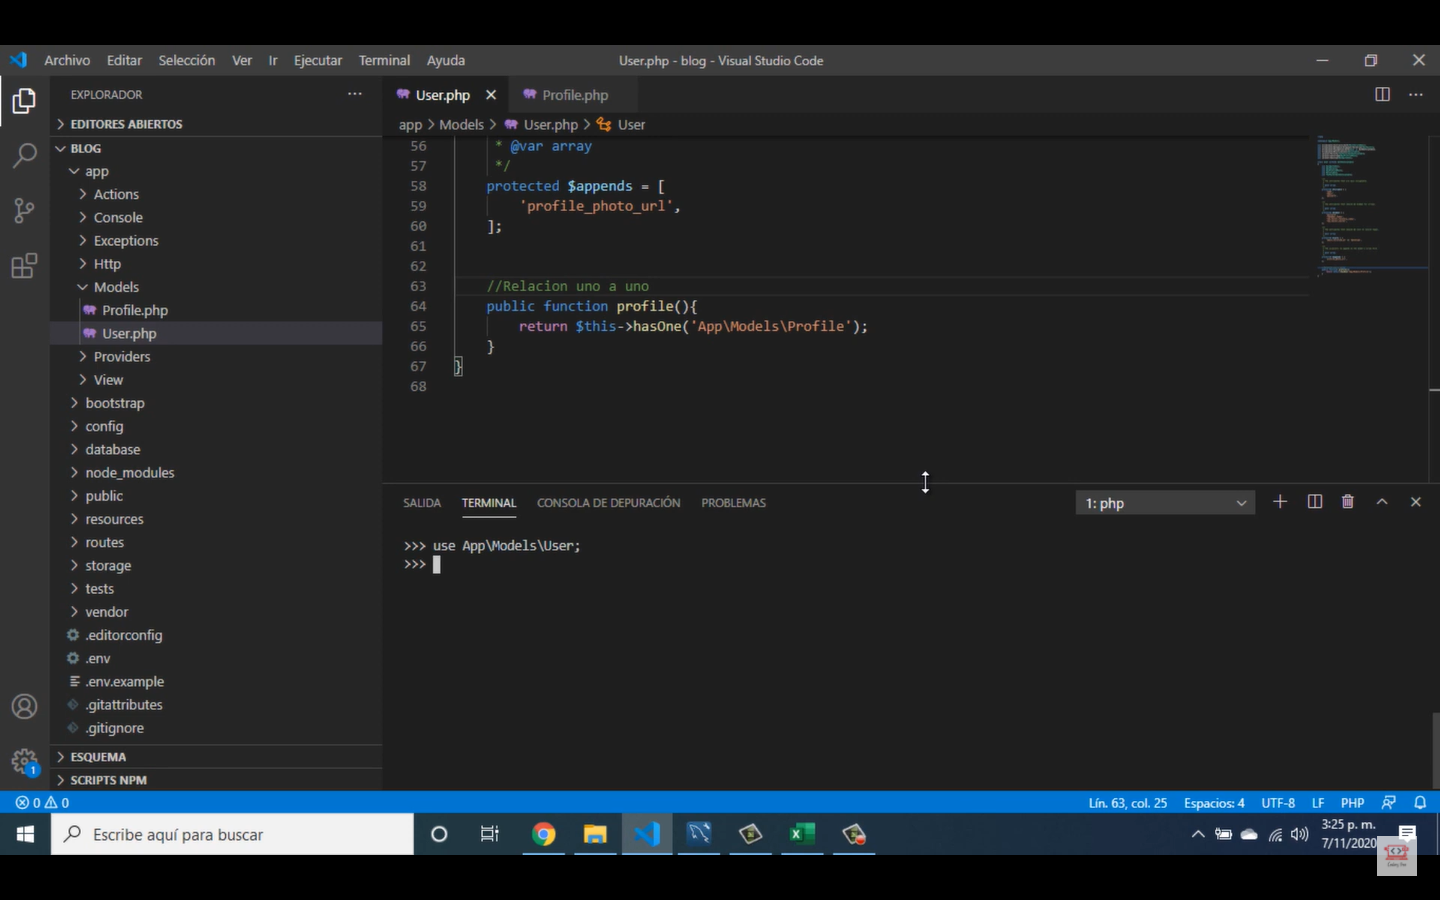 Archivo Editar Selección Ver Ir Ejecutar Terminal Ayuda
User.php - blog - Visual Studio Code
EXPLORADOR
EDITORES ABIERTOS
BLOG
app
Actions
Console
Exceptions
Http
Models
Profile.php
User.php
Providers
View
bootstrap
config
database
node_modules
public
resources
routes
storage
tests
vendor
.editorconfig
.env
.env.example
.gitattributes
.gitignore
ESQUEMA
SCRIPTS NPM
User.php Profile.php
app > Models > User.php > User
56 * @var array
57 */
58 protected $appends = [
59 'profile_photo_url',
60 ];
61
62
63 //Relacion uno a uno
64 public function profile(){
65 return $this->hasOne('App\Models\Profile');
66 }
67 }
68
SALIDA TERMINAL CONSOLA DE DEPURACIÓN PROBLEMAS
1: php
>>> use App\Models\User;
>>>
1
0 0
Lín. 63, col. 25 Espacios: 4 UTF-8 LF PHP
Escribe aquí para buscar
3:25 p. m.
7/11/2020